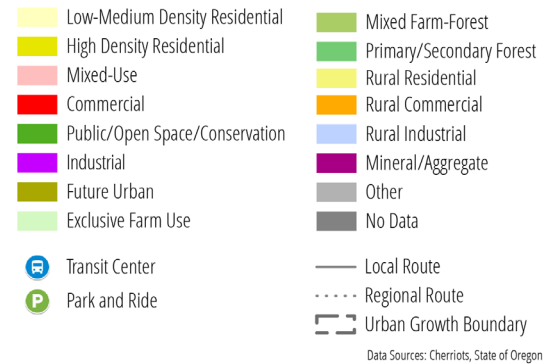 Low-Medium Density Residential
High Density Residential
Mixed-Use
Commercial
Public/Open Space/Conservation
Industrial
Future Urban
Exclusive Farm Use
Mixed Farm-Forest
Primary/Secondary Forest
Rural Residential
Rural Commercial
Rural Industrial
Mineral/Aggregate
Other
No Data
Transit Center
P Park and Ride
Local Route
Regional Route
Urban Growth Boundary
Data Sources: Cherriots, State of Oregon